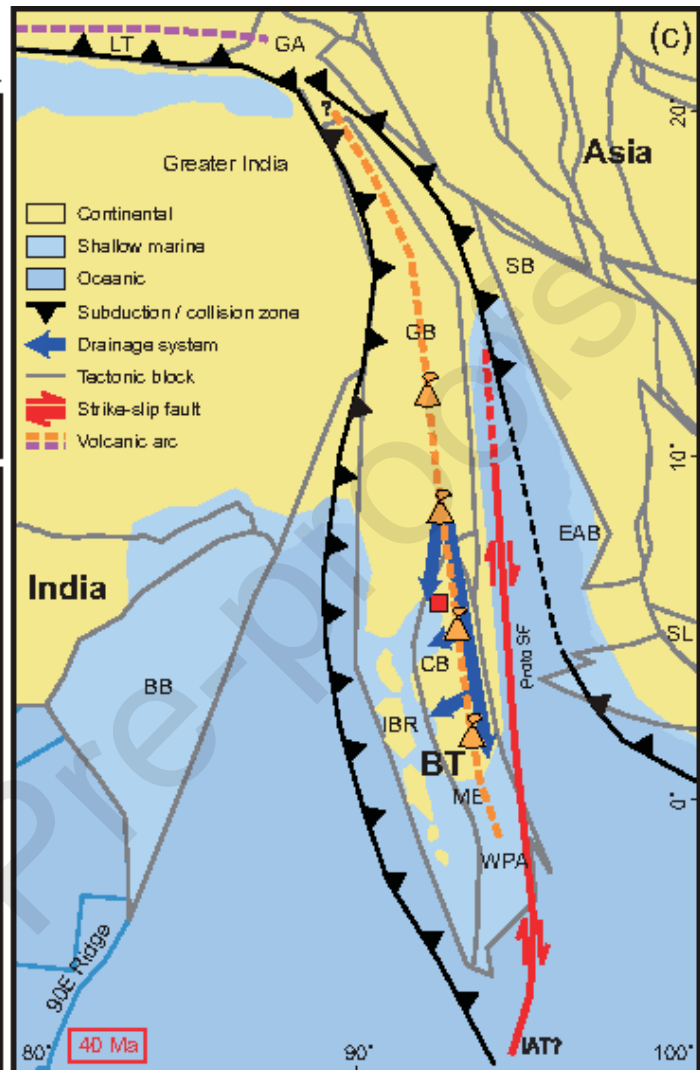 (c)
LT
GA
20°
?
Asia
Greater India
Continental
Shallow marine
Oceanic
Subduction / collision zone
Drainage system
Tectonic block
Strike-slip fault
Volcanic arc
SB
GB
10°
EAB
India
SL
Proto SF
CB
BB
IBR
BT
0°
WPA
90E Ridge
40 Ma
IAT?
80°
90°
100°
Pre-proofs